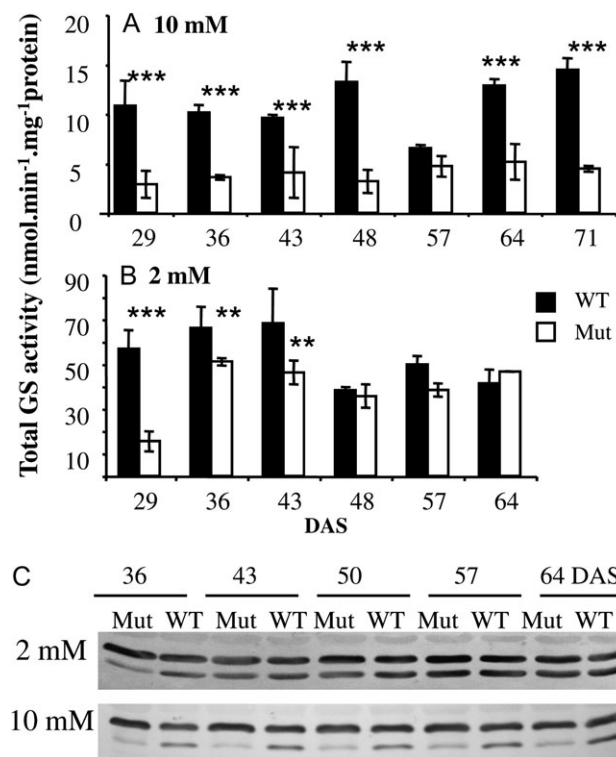 A 10 mM
Total GS activity (nmol.min⁻¹.mg⁻¹protein)
20
15
10
5
0
*** *** *** *** *** ***
29 36 43 48 57 64 71
B 2 mM
90
70
50
30
10
*** ** **
29 36 43 48 57 64
DAS
WT
Mut
C
36 43 50 57 64 DAS
Mut WT Mut WT Mut WT Mut WT Mut WT
2 mM
10 mM